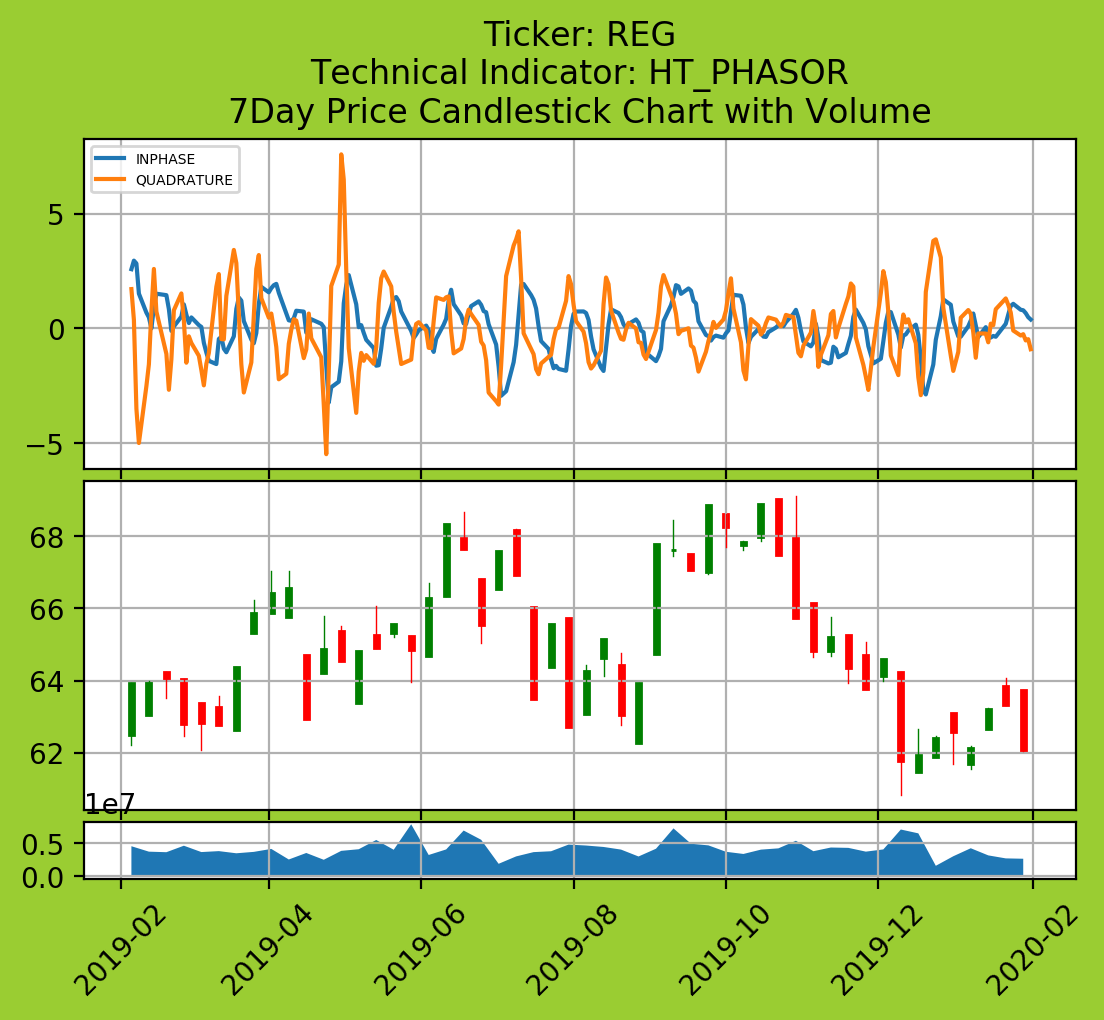 Ticker: REG
Technical Indicator: HT_PHASOR
7Day Price Candlestick Chart with Volume
INPHASE
QUADRATURE
5
0
−5
68
66
64
62
1e7
0.5
0.0
2019-02
2019-04
2019-06
2019-08
2019-10
2019-12
2020-02